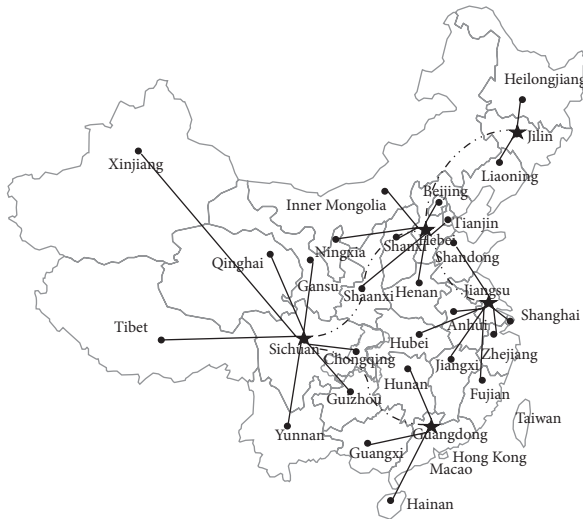 Heilongjiang
Jilin
Xinjiang
Liaoning
Beijing
Inner Mongolia
Tianjin
Ningxia
Shanxi
Hebei
Shandong
Qinghai
Gansu
Shaanxi
Henan
Jiangsu
Tibet
Anhui
Shanghai
Sichuan
Hubei
Chongqing
Zhejiang
Jiangxi
Hunan
Guizhou
Fujian
Taiwan
Yunnan
Guangdong
Guangxi
Hong Kong
Macao
Hainan